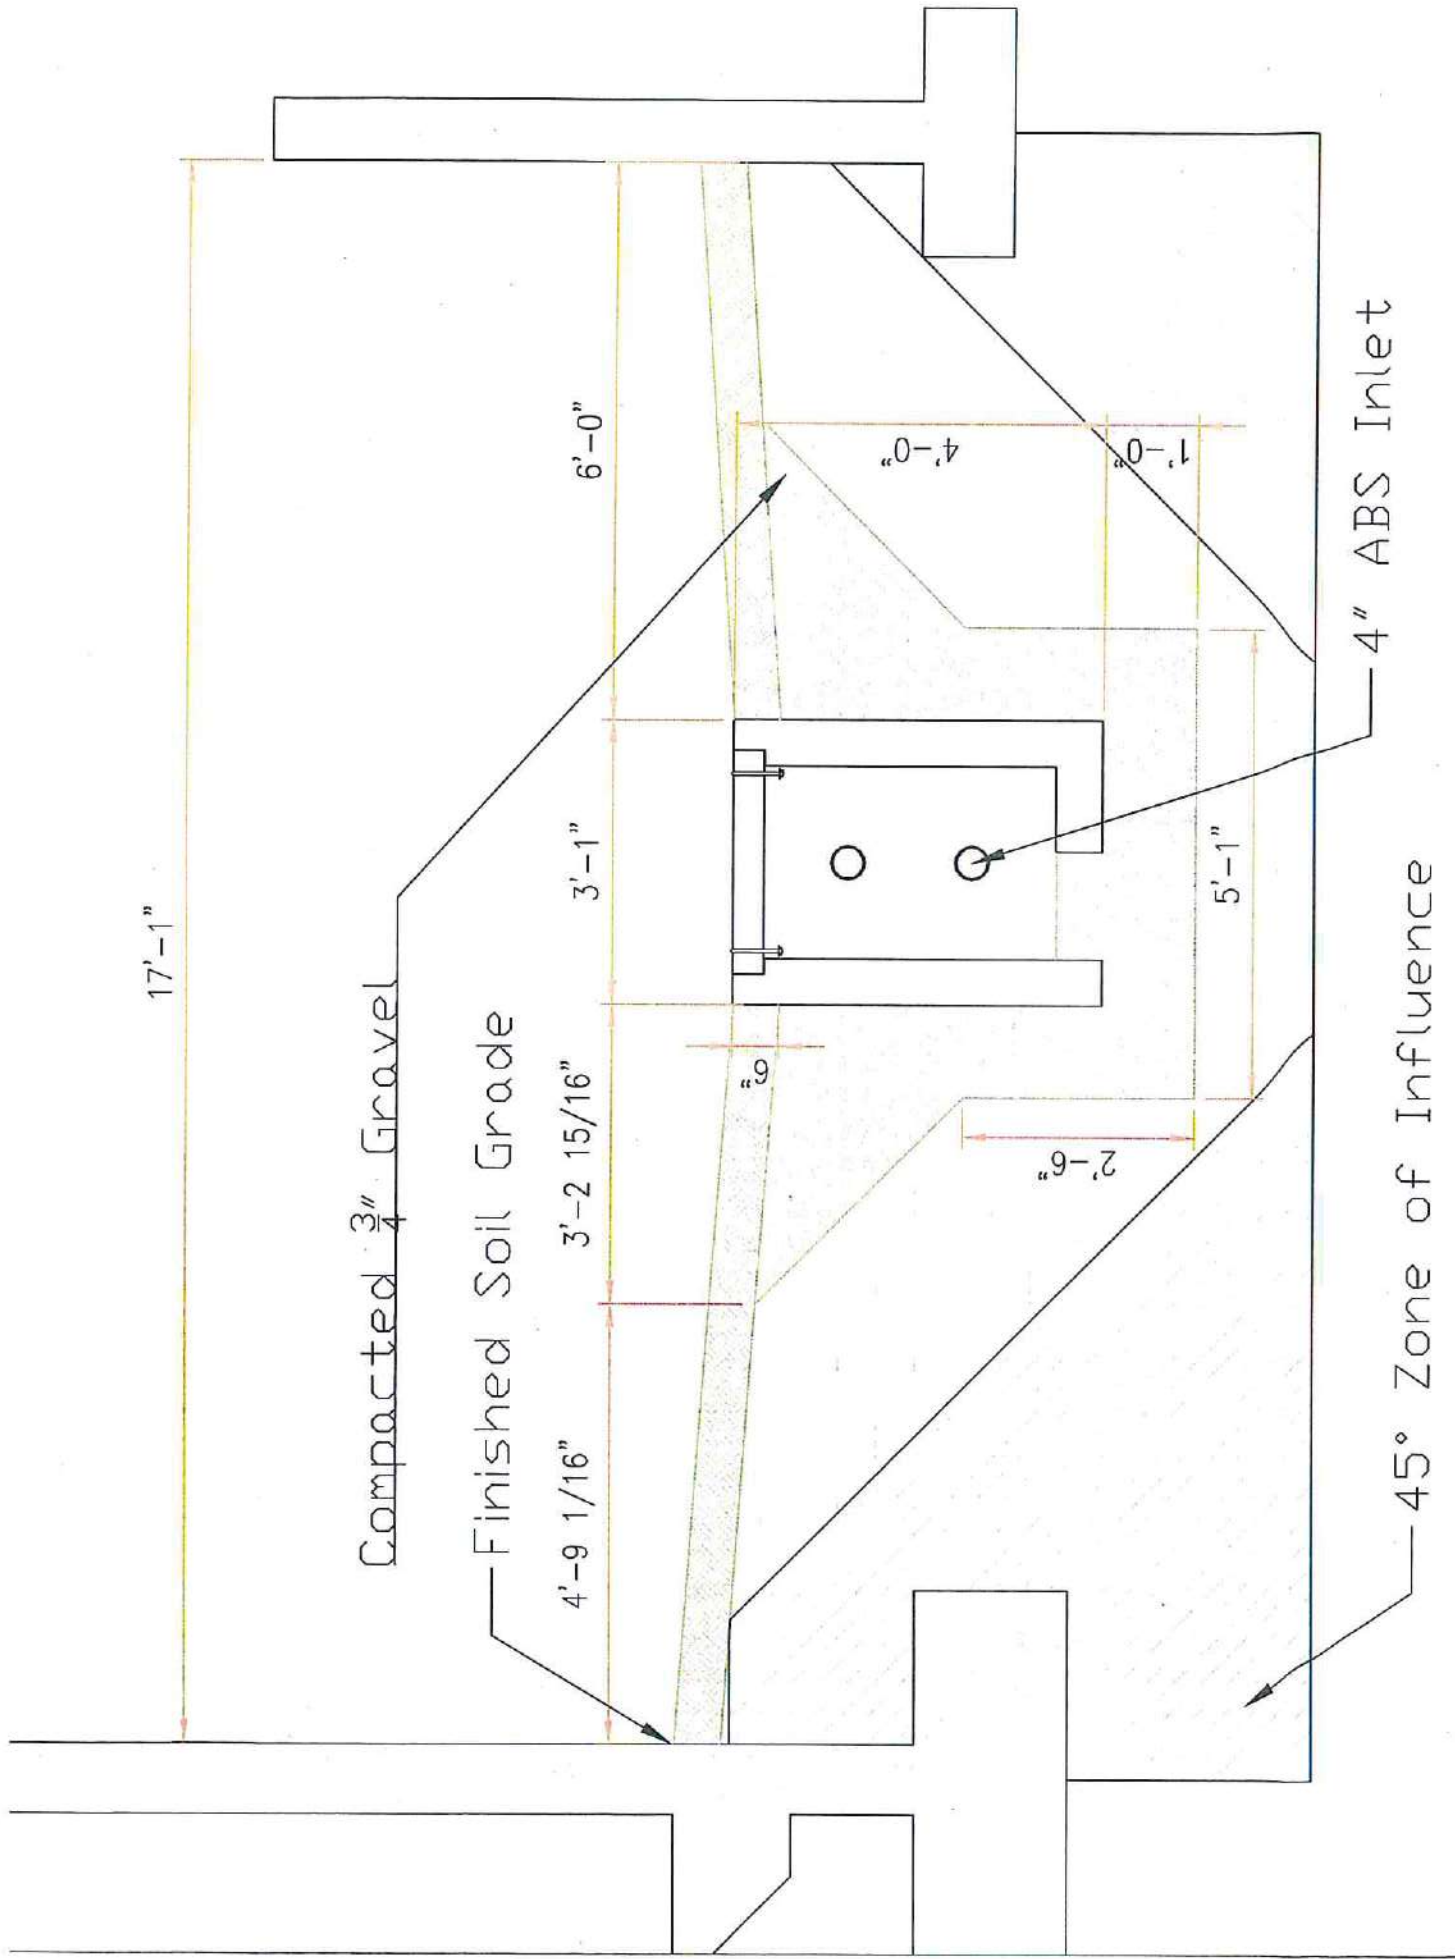 17'-1"
Compacted 3/4" Gravel
Finished Soil Grade
4'-9 1/16"
3'-2 15/16"
3'-1"
6'-0"
6"
4'-0"
1'-0"
2'-6"
5'-1"
4" ABS Inlet
45° Zone of Influence